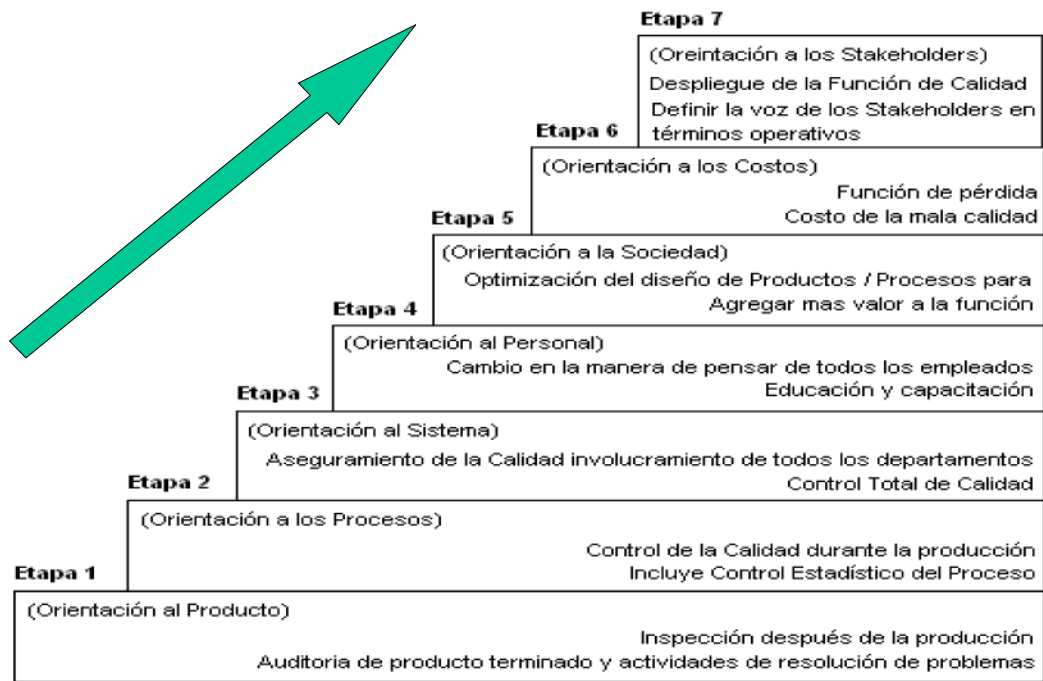 Etapa 7
(Oreintación a los Stakeholders)
Despliegue de la Función de Calidad
Definir la voz de los Stakeholders en
términos operativos
Etapa 6
(Orientación a los Costos)
Función de pérdida
Costo de la mala calidad
Etapa 5
(Orientación a la Sociedad)
Optimización del diseño de Productos / Procesos para
Agregar mas valor a la función
Etapa 4
(Orientación al Personal)
Cambio en la manera de pensar de todos los empleados
Educación y capacitación
Etapa 3
(Orientación al Sistema)
Aseguramiento de la Calidad involucramiento de todos los departamentos
Control Total de Calidad
Etapa 2
(Orientación a los Procesos)
Control de la Calidad durante la producción
Incluye Control Estadístico del Proceso
Etapa 1
(Orientación al Producto)
Inspección después de la producción
Auditoria de producto terminado y actividades de resolución de problemas